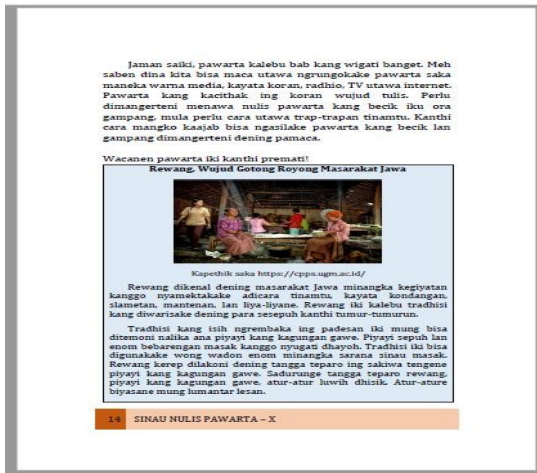 Jaman saiki, pawarta kalebu bab kang wigati banget. Meh
saben dina kita bisa maca utawa ngrungokake pawarta saka
maneka warna media, kayata koran, radhio, TV utawa internet.
Pawarta kang kacithak ing koran wujud tulis. Perlu
dimangerteni menawa nulis pawarta kang becik iku ora
gampang, mula perlu cara utawa trap-trapan tinamtu. Kanthi
cara mangko kaajab bisa ngasilake pawarta kang becik lan
gampang dimangerteni dening pamaca.
Wacanen pawarta iki kanthi premati!
Rewang, Wujud Gotong Royong Masarakat Jawa
Kapethik saka https://cpps.ugm.ac.id/
Rewang dikenal dening masarakat Jawa minangka kegiyatan
kanggo nyamektakake adicara tinamtu, kayata kondangan,
slametan, mantenan, lan liya-liyane. Rewang iki kalebu tradhisi
kang diwarisake dening para sesepuh kanthi tumur-tumurun.
Tradhisi kang isih ngrembaka ing padesan iki mung bisa
ditemoni nalika ana piyayi kang kagungan gawe. Piyayi sepuh lan
enom bebarengan masak kanggo nyugati dhayoh. Tradhisi iki bisa
digunakake wong wadon enom minangka sarana sinau masak.
Rewang kerep dilakoni dening tangga teparo ing sakiwa tengene
piyayi kang kagungan gawe. Sadurunge tangga teparo rewang,
piyayi kang kagungan gawe, atur-atur luwih dhisik. Atur-ature
biyasane mung lumantar lesan.
14 SINAU NULIS PAWARTA – X